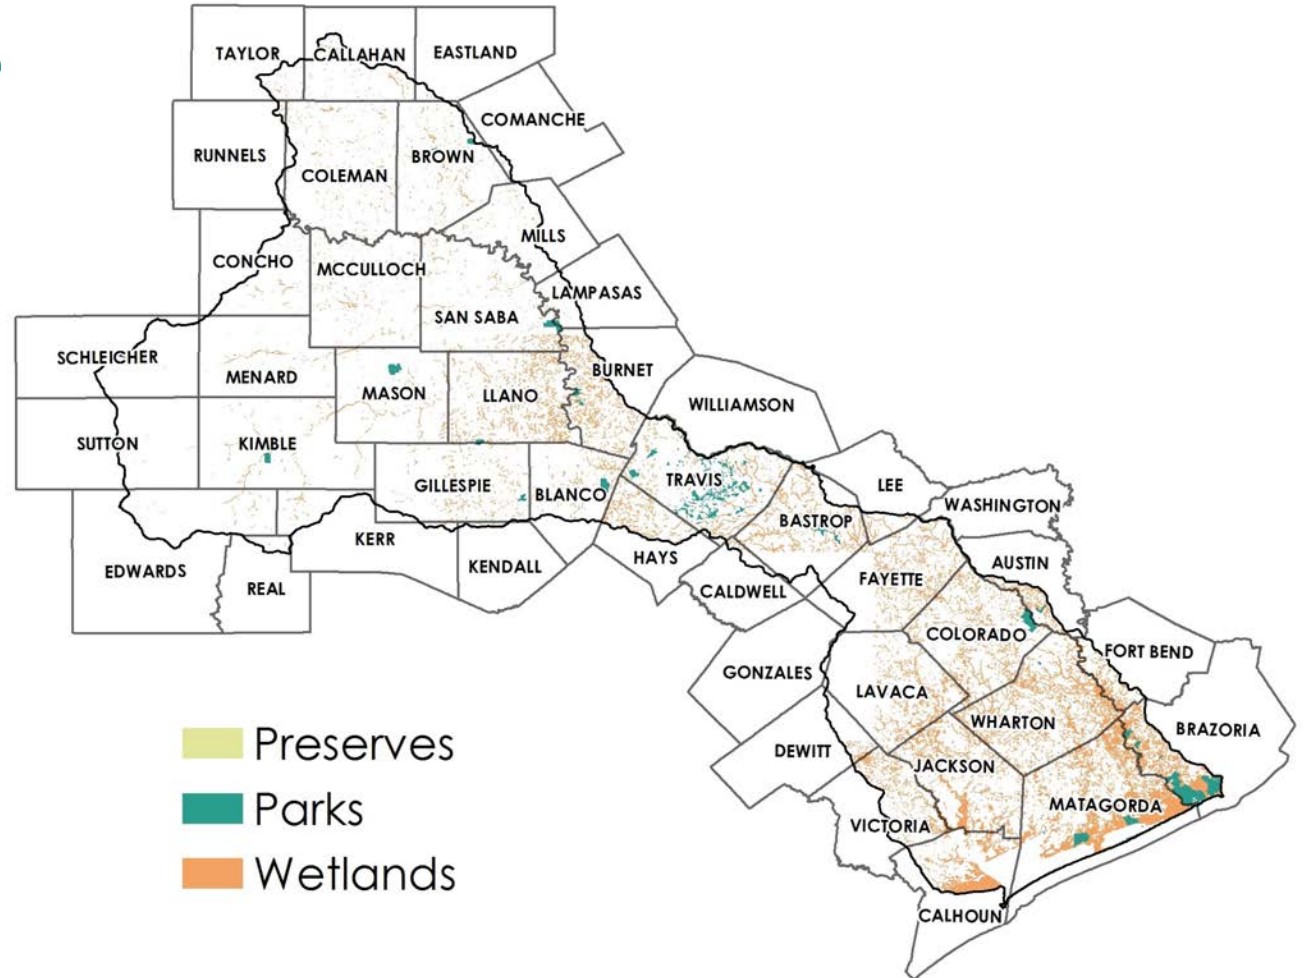 TAYLOR
CALLAHAN
EASTLAND
COMANCHE
RUNNELS
BROWN
COLEMAN
MILLS
CONCHO
MCCULLOCH
LAMPASAS
SAN SABA
SCHLEICHER
BURNET
MENARD
MASON
LLANO
WILLIAMSON
SUTTON
KIMBLE
TRAVIS
GILLESPIE
BLANCO
LEE
WASHINGTON
BASTROP
KERR
HAYS
AUSTIN
KENDALL
EDWARDS
REAL
CALDWELL
FAYETTE
COLORADO
FORT BEND
GONZALES
LAVACA
WHARTON
BRAZORIA
DEWITT
JACKSON
MATAGORDA
VICTORIA
CALHOUN
Preserves
Parks
Wetlands